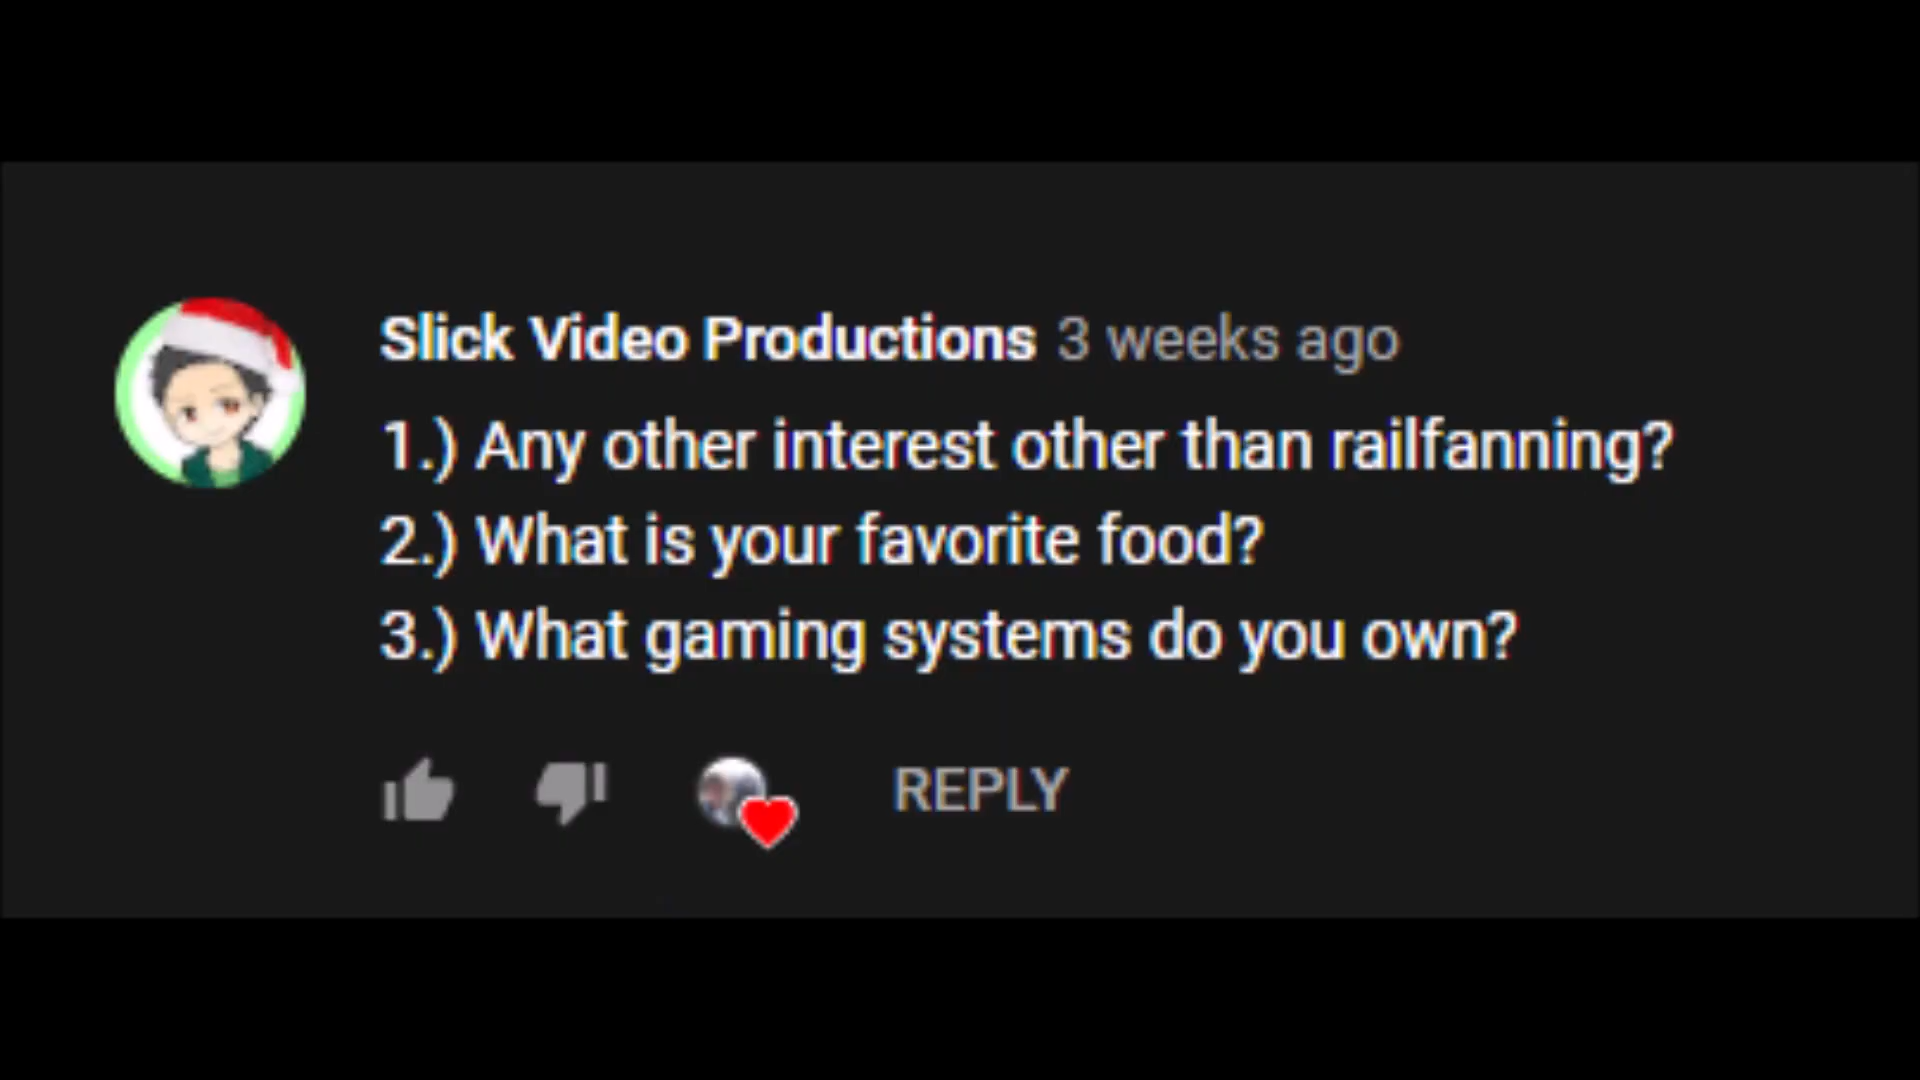 Slick Video Productions 3 weeks ago
1.) Any other interest other than railfanning?
2.) What is your favorite food?
3.) What gaming systems do you own?
REPLY